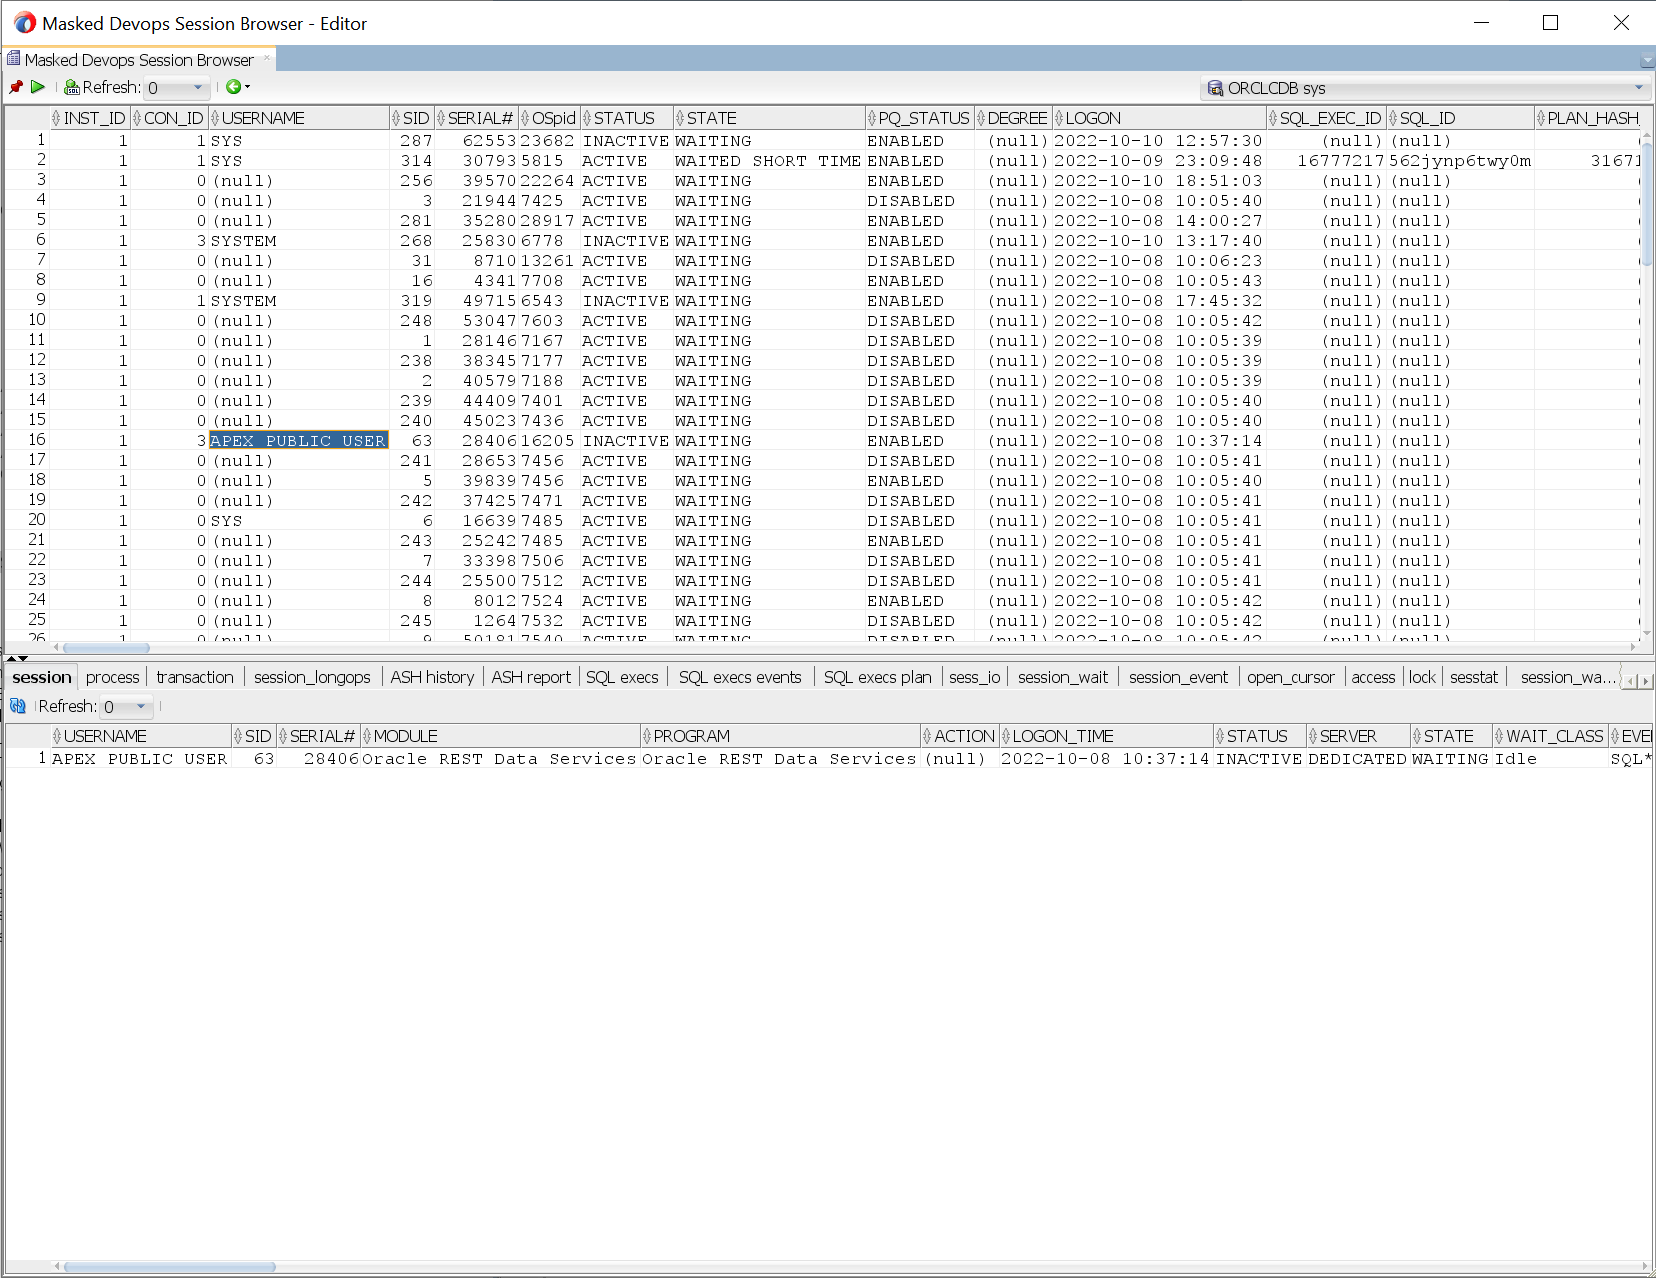 Masked Devops Session Browser - Editor
Masked Devops Session Browser
Refresh: 0 ORCLCDB sys
INST_ID CON_ID USERNAME SID SERIAL# OSpid STATUS STATE PQ_STATUS DEGREE LOGON SQL_EXEC_ID SQL_ID PLAN_HASH_
1 1 1 SYS 287 62553 23682 INACTIVE WAITING ENABLED (null) 2022-10-10 12:57:30 (null) (null)
2 1 1 SYS 314 30793 5815 ACTIVE WAITED SHORT TIME ENABLED (null) 2022-10-09 23:09:48 16777217 562jynp6twy0m 31671
3 1 0 (null) 256 39570 22264 ACTIVE WAITING ENABLED (null) 2022-10-10 18:51:03 (null) (null)
4 1 0 (null) 3 21944 7425 ACTIVE WAITING DISABLED (null) 2022-10-08 10:05:40 (null) (null)
5 1 0 (null) 281 35280 28917 ACTIVE WAITING ENABLED (null) 2022-10-08 14:00:27 (null) (null)
6 1 3 SYSTEM 268 25830 6778 INACTIVE WAITING ENABLED (null) 2022-10-10 13:17:40 (null) (null)
7 1 0 (null) 31 8710 13261 ACTIVE WAITING DISABLED (null) 2022-10-08 10:06:23 (null) (null)
8 1 0 (null) 16 4341 7708 ACTIVE WAITING ENABLED (null) 2022-10-08 10:05:43 (null) (null)
9 1 1 SYSTEM 319 49715 6543 INACTIVE WAITING ENABLED (null) 2022-10-08 17:45:32 (null) (null)
10 1 0 (null) 248 53047 7603 ACTIVE WAITING DISABLED (null) 2022-10-08 10:05:42 (null) (null)
11 1 0 (null) 1 28146 7167 ACTIVE WAITING DISABLED (null) 2022-10-08 10:05:39 (null) (null)
12 1 0 (null) 238 38345 7177 ACTIVE WAITING DISABLED (null) 2022-10-08 10:05:39 (null) (null)
13 1 0 (null) 2 40579 7188 ACTIVE WAITING DISABLED (null) 2022-10-08 10:05:39 (null) (null)
14 1 0 (null) 239 44409 7401 ACTIVE WAITING DISABLED (null) 2022-10-08 10:05:40 (null) (null)
15 1 0 (null) 240 45023 7436 ACTIVE WAITING DISABLED (null) 2022-10-08 10:05:40 (null) (null)
16 1 3 APEX_PUBLIC_USER 63 28406 16205 INACTIVE WAITING ENABLED (null) 2022-10-08 10:37:14 (null) (null)
17 1 0 (null) 241 28653 7456 ACTIVE WAITING DISABLED (null) 2022-10-08 10:05:41 (null) (null)
18 1 0 (null) 5 39839 7456 ACTIVE WAITING ENABLED (null) 2022-10-08 10:05:40 (null) (null)
19 1 0 (null) 242 37425 7471 ACTIVE WAITING DISABLED (null) 2022-10-08 10:05:41 (null) (null)
20 1 0 SYS 6 16639 7485 ACTIVE WAITING DISABLED (null) 2022-10-08 10:05:41 (null) (null)
21 1 0 (null) 243 25242 7485 ACTIVE WAITING ENABLED (null) 2022-10-08 10:05:41 (null) (null)
22 1 0 (null) 7 33398 7506 ACTIVE WAITING DISABLED (null) 2022-10-08 10:05:41 (null) (null)
23 1 0 (null) 244 25500 7512 ACTIVE WAITING DISABLED (null) 2022-10-08 10:05:41 (null) (null)
24 1 0 (null) 8 8012 7524 ACTIVE WAITING ENABLED (null) 2022-10-08 10:05:42 (null) (null)
25 1 0 (null) 245 1264 7532 ACTIVE WAITING DISABLED (null) 2022-10-08 10:05:42 (null) (null)
26 1 0 (null) 9 50181 7540 ACTIVE WAITING DISABLED (null) 2022-10-08 10:05:42 (null) (null)
session process transaction session_longops ASH history ASH report SQL execs SQL execs events SQL execs plan sess_io session_wait session_event open_cursor access lock sesstat session_wa...
Refresh: 0
USERNAME SID SERIAL# MODULE PROGRAM ACTION LOGON_TIME STATUS SERVER STATE WAIT_CLASS EVE
1 APEX_PUBLIC_USER 63 28406 Oracle REST Data Services Oracle REST Data Services (null) 2022-10-08 10:37:14 INACTIVE DEDICATED WAITING Idle SQL*